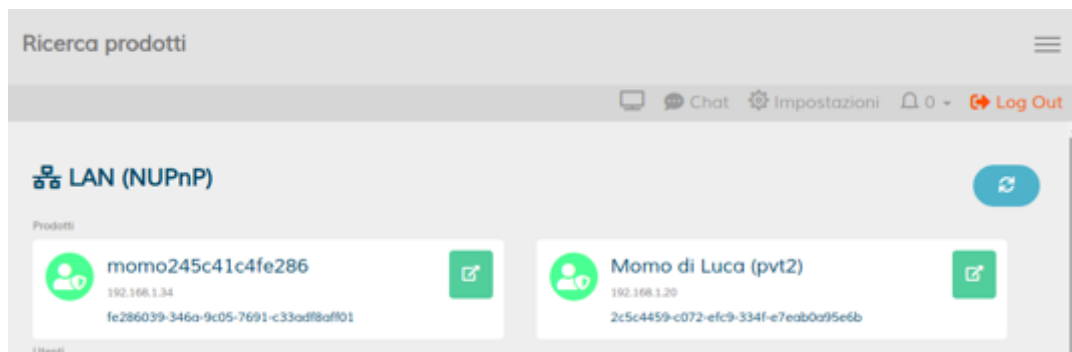 Ricerca prodotti
Chat Impostazioni 0 Log Out
LAN (NUPnP)
Prodotti
momo245c41c4fe286 Momo di Luca (pvt2)
192.168.1.34 192.168.1.20
fe286039-346a-9c05-7691-c33adf8aff01 2c5c4459-c072-efc9-334f-e7eab0a95e6b
Utenti